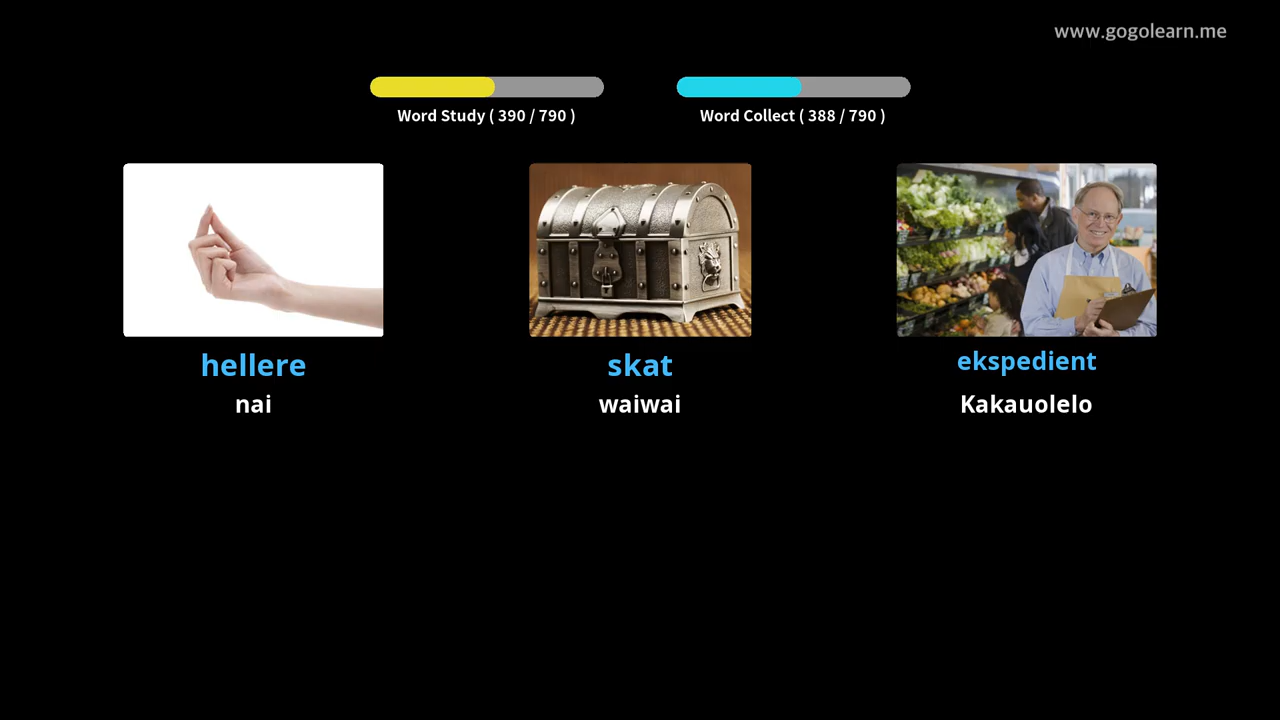 www.gogolearn.me
Word Study ( 390 / 790 )
Word Collect ( 388 / 790 )
hellere
skat
ekspedient
nai
waiwai
Kakauolelo